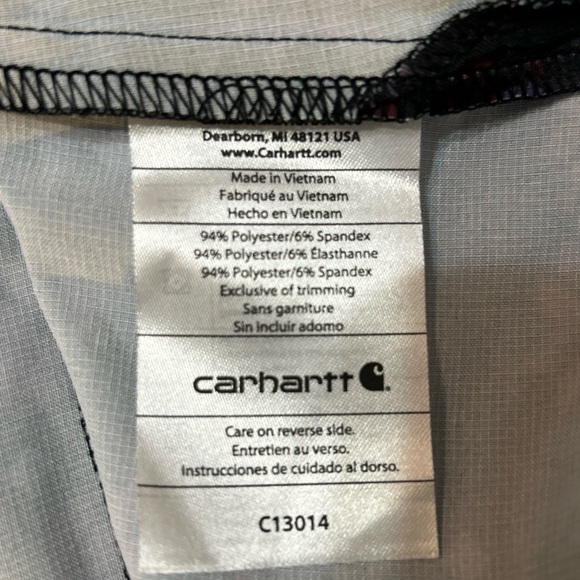 Dearborn, MI 48121 USA
www.Carhartt.com
Made in Vietnam
Fabriqué au Vietnam
Hecho en Vietnam
94% Polyester/6% Spandex
94% Polyester/6% Élasthanne
94% Polyester/6% Spandex
Exclusive of trimming
Sans garniture
Sin incluir adorno
carhartt
Care on reverse side.
Entretien au verso.
Instrucciones de cuidado al dorso.
C13014